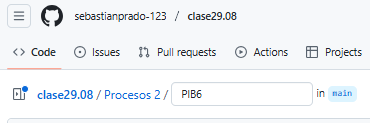 sebastianprado-123 / clase29.08
Code Issues Pull requests Actions Projects
clase29.08 / Procesos 2 / PIB6 in main